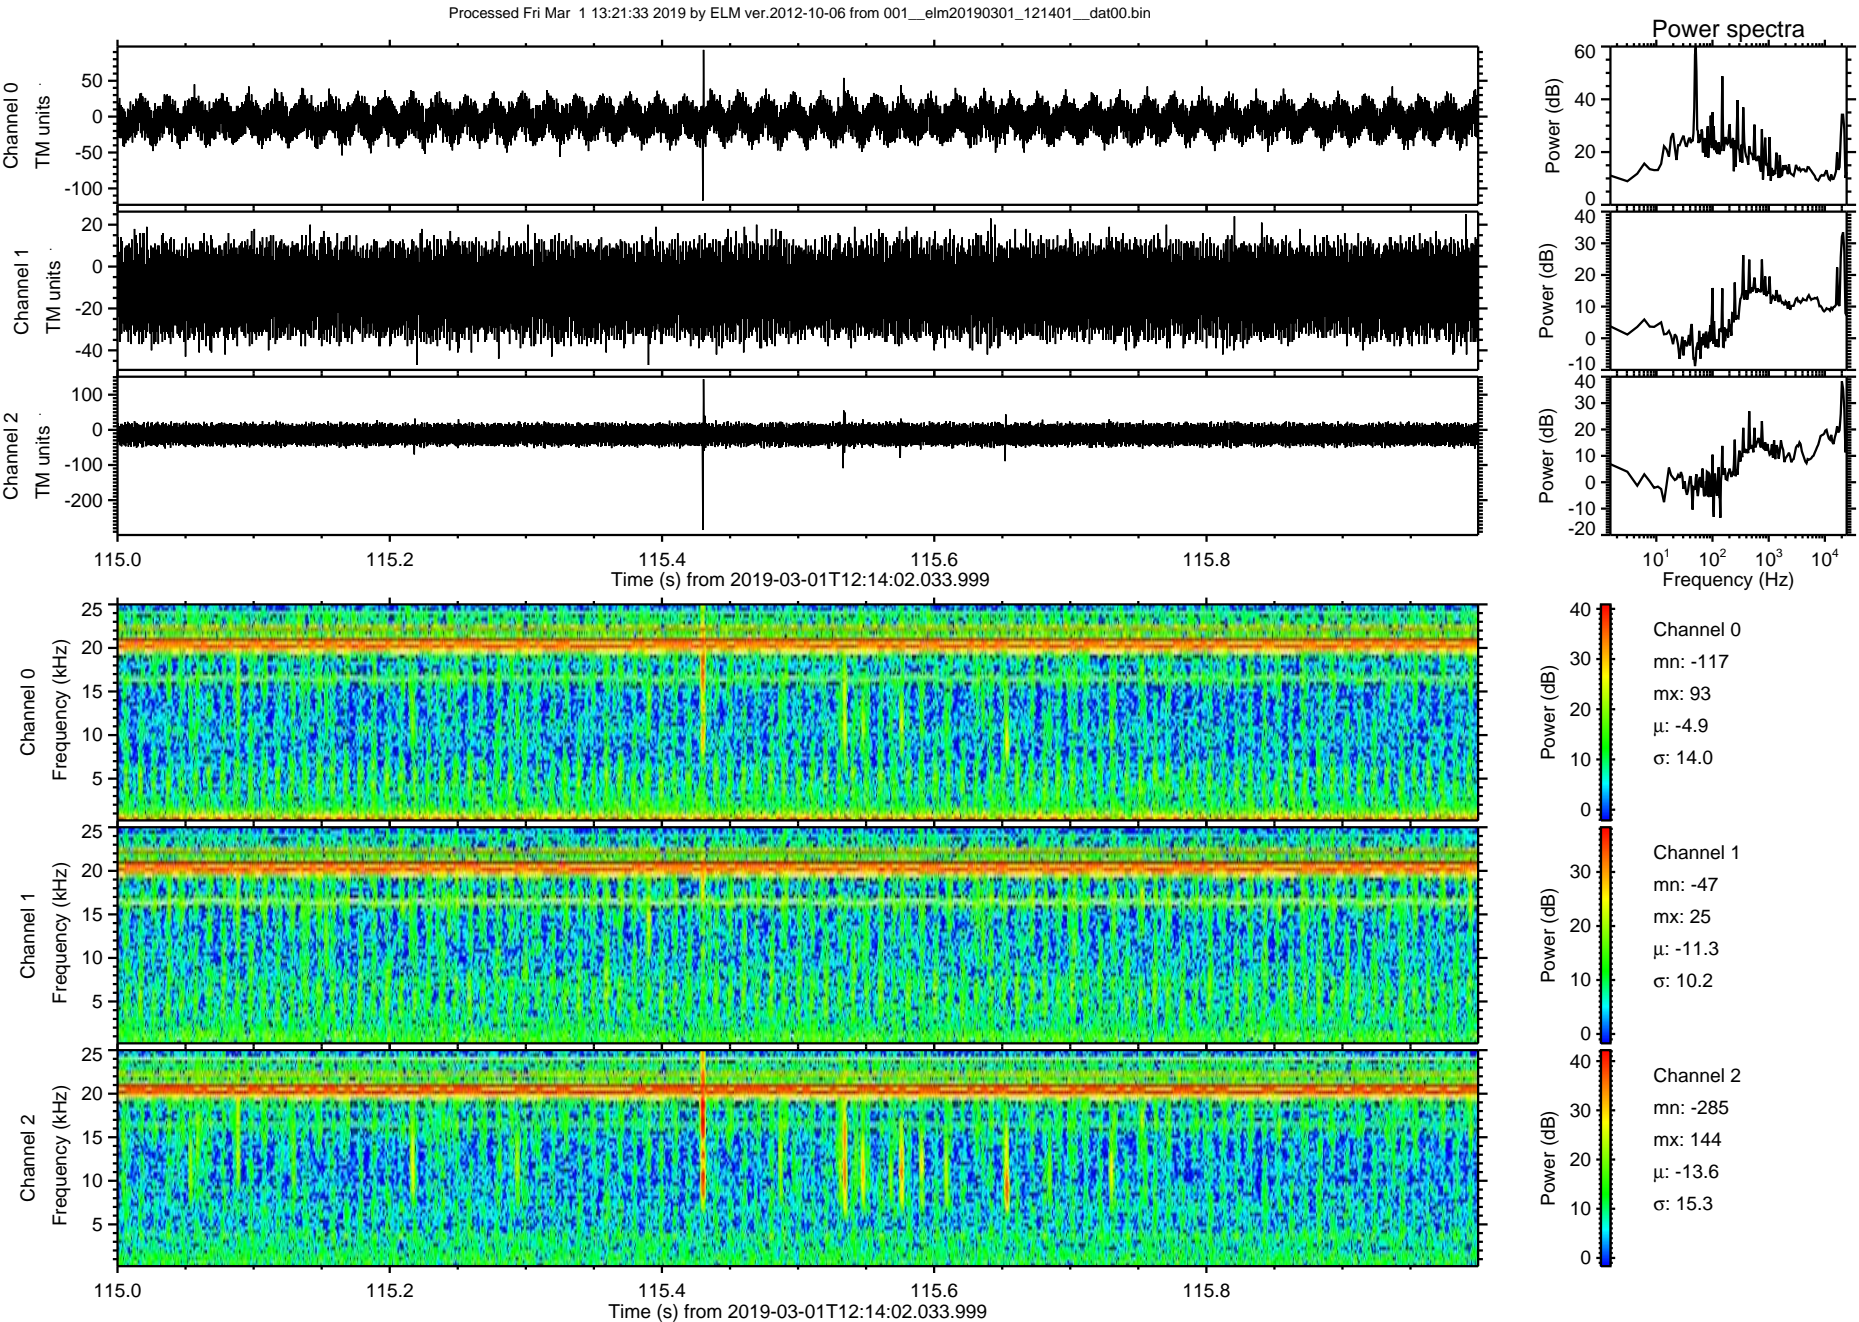 Processed Fri Mar  1 13:21:33 2019 by ELM ver.2012-10-06 from 001__elm20190301_121401__dat00.bin
Power spectra
Channel 0
TM units
50
0
-50
-100
Power (dB)
60
40
20
0
Channel 1
TM units
20
0
-20
-40
Power (dB)
40
30
20
10
0
-10
Channel 2
TM units
100
0
-100
-200
Power (dB)
40
30
20
10
0
-10
-20
115.0 115.2 115.4 115.6 115.8
Time (s) from 2019-03-01T12:14:02.033.999
10^1 10^2 10^3 10^4
Frequency (Hz)
Channel 0
Frequency (kHz)
25
20
15
10
5
Power (dB)
40
30
20
10
0
Channel 0
mn: -117
mx: 93
μ: -4.9
σ: 14.0
Channel 1
Frequency (kHz)
25
20
15
10
5
Power (dB)
30
20
10
0
Channel 1
mn: -47
mx: 25
μ: -11.3
σ: 10.2
Channel 2
Frequency (kHz)
25
20
15
10
5
Power (dB)
40
30
20
10
0
Channel 2
mn: -285
mx: 144
μ: -13.6
σ: 15.3
115.0 115.2 115.4 115.6 115.8
Time (s) from 2019-03-01T12:14:02.033.999